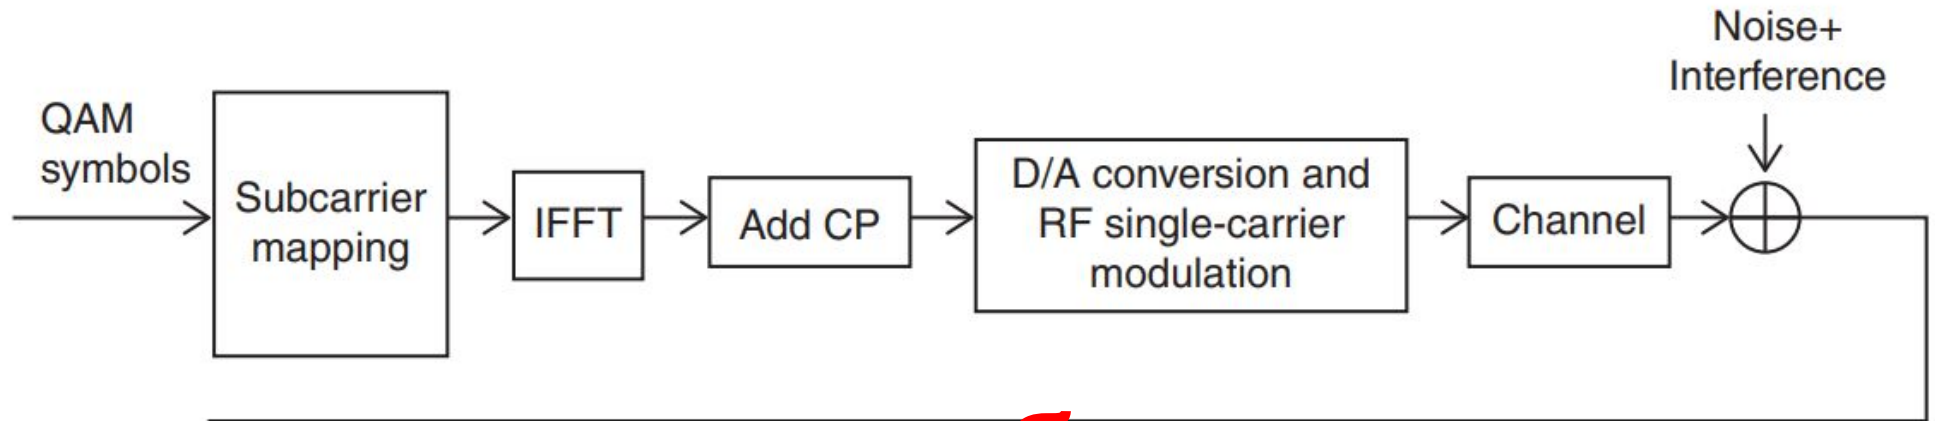 QAM
symbols
Subcarrier
mapping
IFFT
Add CP
D/A conversion and
RF single-carrier
modulation
Channel
Noise+
Interference